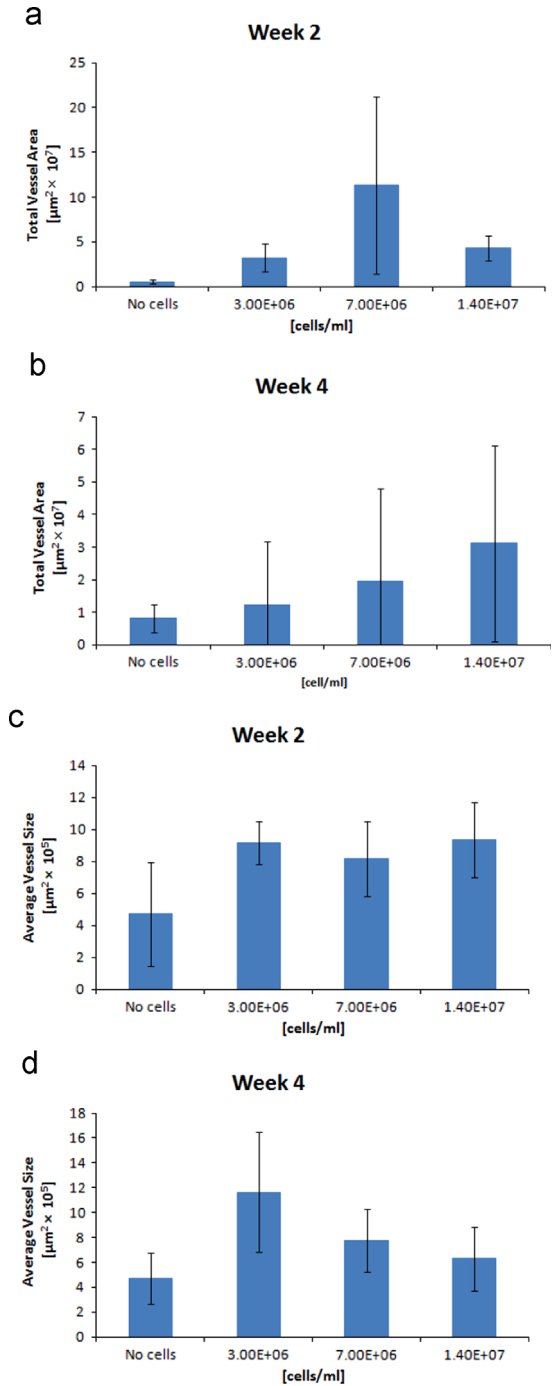 a
Week 2
Total Vessel Area
[µm² × 10⁷]
25
20
15
10
5
0
No cells 3.00E+06 7.00E+06 1.40E+07
[cells/ml]
b
Week 4
Total Vessel Area
[µm² × 10⁷]
7
6
5
4
3
2
1
0
No cells 3.00E+06 7.00E+06 1.40E+07
[cell/ml]
c
Week 2
Average Vessel Size
[µm² × 10⁵]
14
12
10
8
6
4
2
0
No cells 3.00E+06 7.00E+06 1.40E+07
[cells/ml]
d
Week 4
Average Vessel Size
[µm² × 10⁵]
18
16
14
12
10
8
6
4
2
0
No cells 3.00E+06 7.00E+06 1.40E+07
[cells/ml]